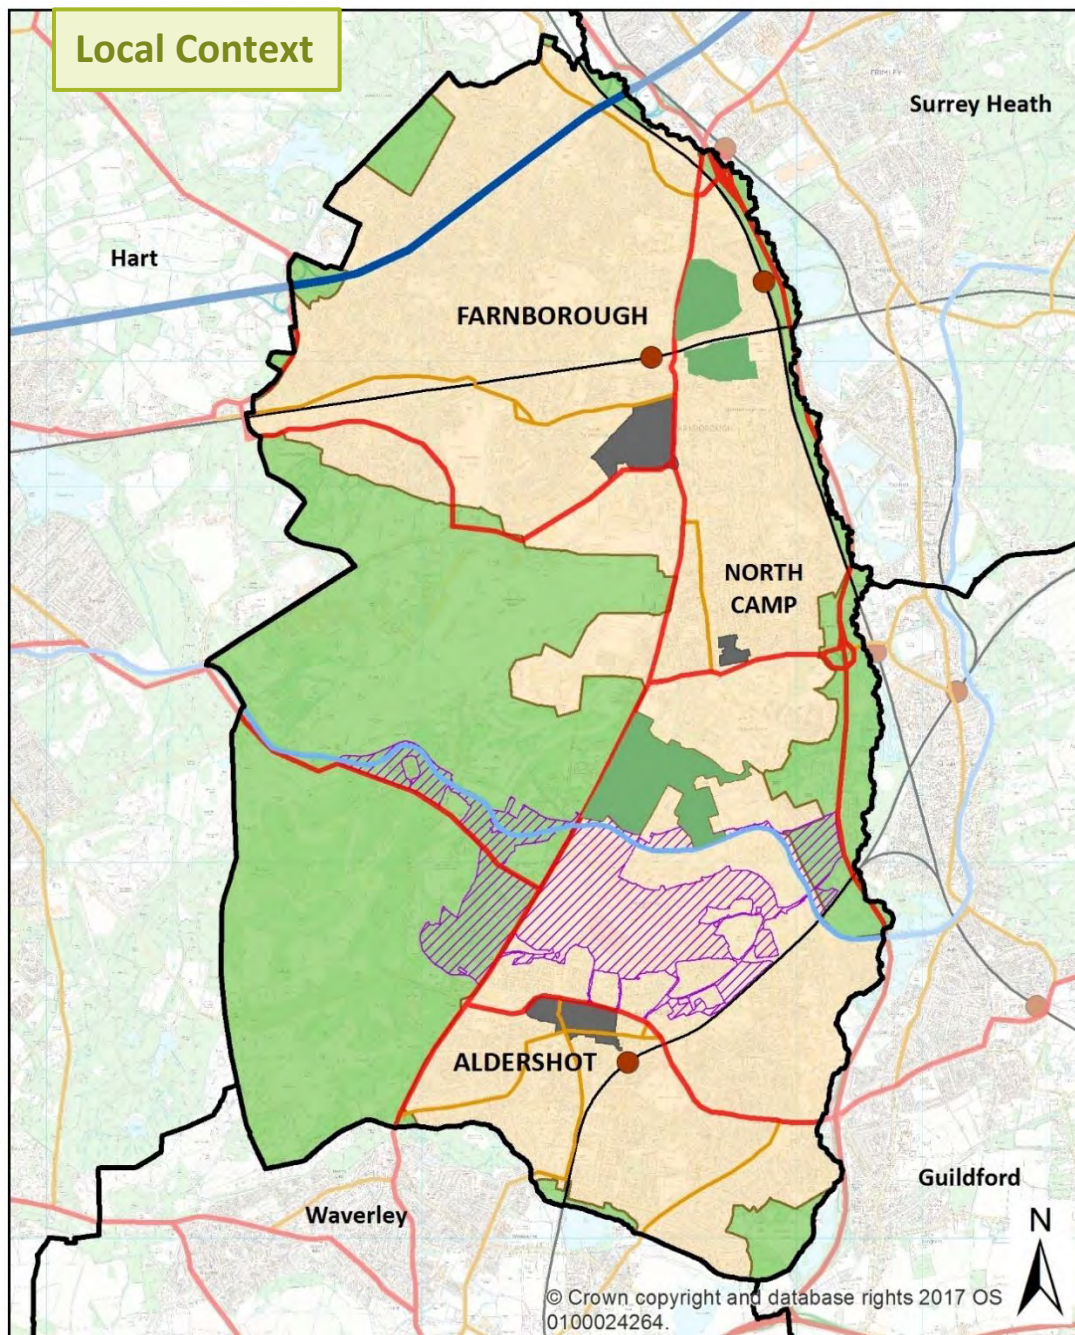 Local Context
Surrey Heath
Hart
FARNBOROUGH
NORTH
CAMP
ALDERSHOT
Guildford
Waverley
N
© Crown copyright and database rights 2017 OS
0100024264.